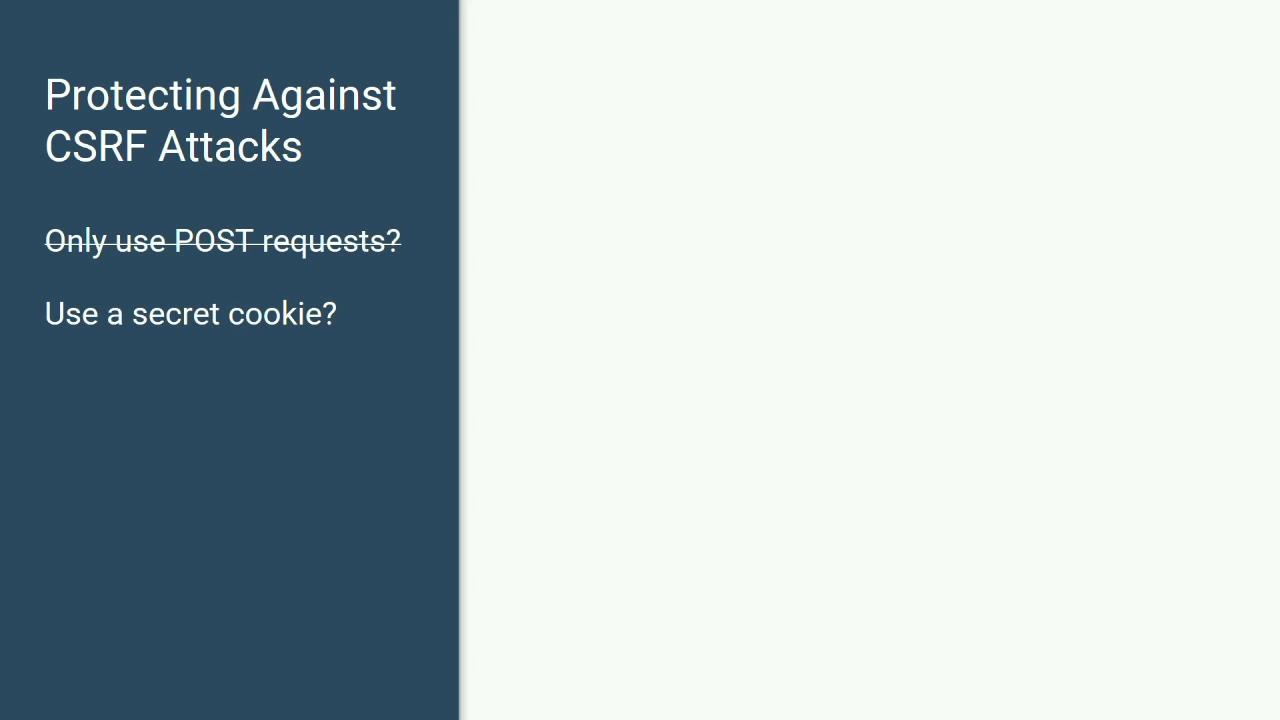 Protecting Against
CSRF Attacks
Only use POST requests?
Use a secret cookie?